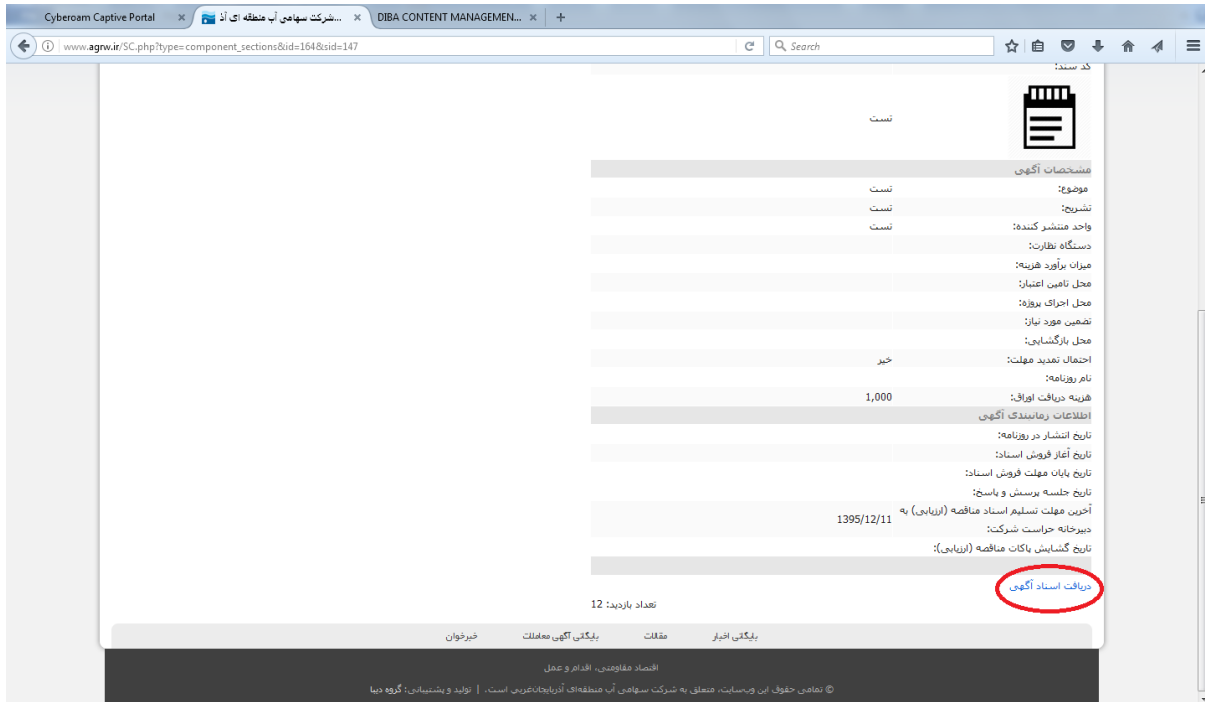 Cyberoam Captive Portal
شرکت سهامی آب منطقه ای آذ...
DIBA CONTENT MANAGEMEN...
www.agrw.ir/SC.php?type=component_sections&id=164&sid=147
Search
کد سند:
تست
مشخصات آگهی
موضوع: تست
تشریح: تست
واحد منتشر کننده: تست
دستگاه نظارت:
میزان برآورد هزینه:
محل تامین اعتبار:
محل اجرای پروژه:
تضمین مورد نیاز:
محل بازگشایی:
احتمال تمدید مهلت: خیر
نام روزنامه:
هزینه دریافت اوراق: 1,000
اطلاعات زمانبندی آگهی
تاریخ انتشار در روزنامه:
تاریخ آغاز فروش اسناد:
تاریخ پایان مهلت فروش اسناد:
تاریخ جلسه پرسش و پاسخ:
آخرین مهلت تسلیم اسناد مناقصه (ارزیابی) به
دبیرخانه حراست شرکت: 1395/12/11
تاریخ گشایش پاکات مناقصه (ارزیابی):
دریافت اسناد آگهی
تعداد بازدید: 12
بایگانی اخبار مقالات بایگانی آگهی معاملات خبرخوان
اقتصاد مقاومتی، اقدام و عمل
© تمامی حقوق این وب‌سایت، متعلق به شرکت سهامی آب منطقه‌ای آذربایجان‌غربی است. | تولید و پشتیبانی: گروه دیبا